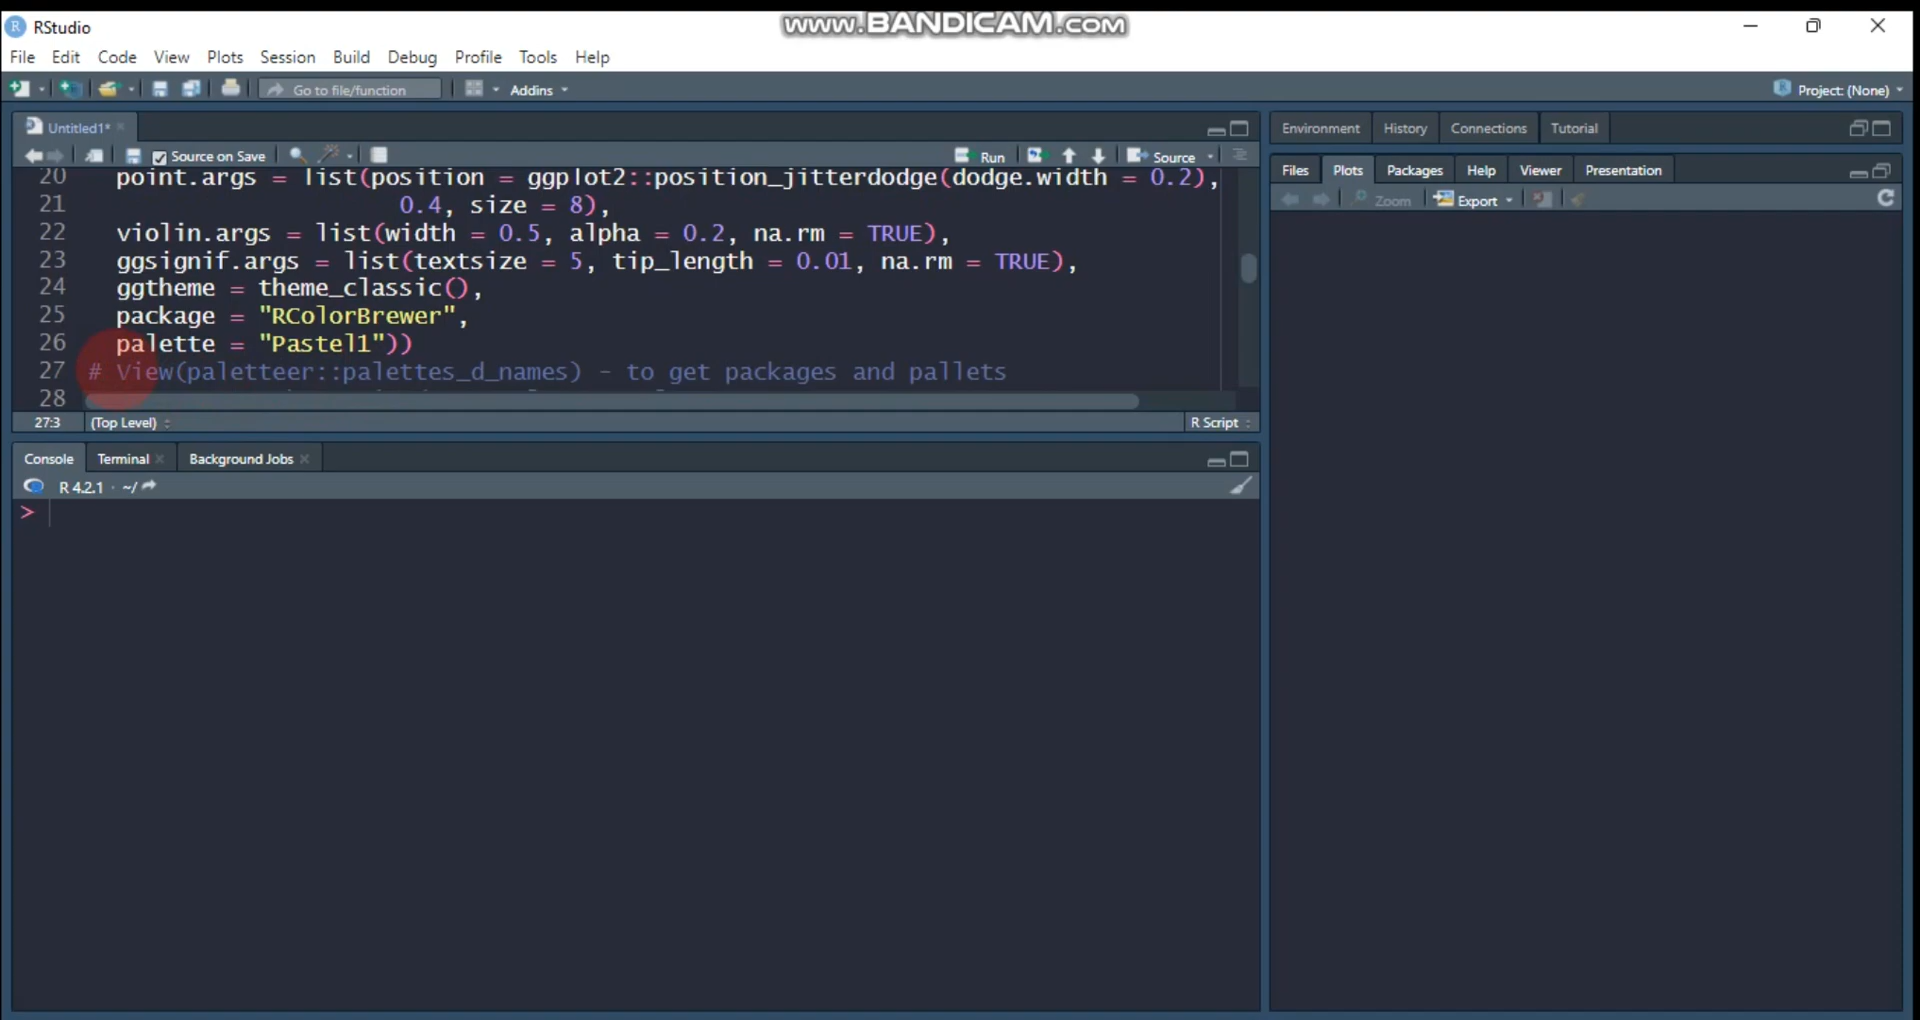 www.BANDICAM.com
RStudio
File Edit Code View Plots Session Build Debug Profile Tools Help
Go to file/function Addins Project: (None)
Untitled1*
Source on Save Run Source
20 point.args = list(position = ggplot2::position_jitterdodge(dodge.width = 0.2),
21 0.4, size = 8),
22 violin.args = list(width = 0.5, alpha = 0.2, na.rm = TRUE),
23 ggsignif.args = list(textsize = 5, tip_length = 0.01, na.rm = TRUE),
24 ggtheme = theme_classic(),
25 package = "RColorBrewer",
26 palette = "Pastel1"))
27 # View(paletteer::palettes_d_names) - to get packages and pallets
28
27:3 (Top Level) R Script
Console Terminal Background Jobs
R 4.2.1 · ~/
>
Environment History Connections Tutorial
Files Plots Packages Help Viewer Presentation
Zoom Export